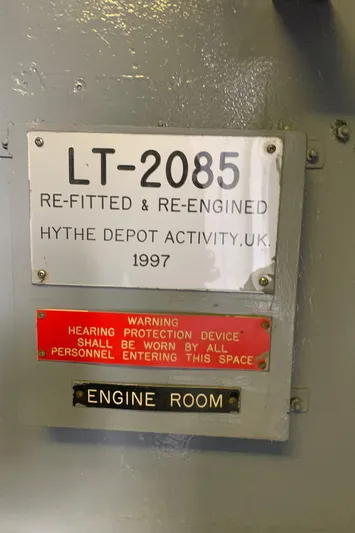 LT-2085
RE-FITTED & RE-ENGINED
HYTHE DEPOT ACTIVITY.UK.
1997
WARNING
HEARING PROTECTION DEVICE
SHALL BE WORN BY ALL
PERSONNEL ENTERING THIS SPACE
ENGINE ROOM